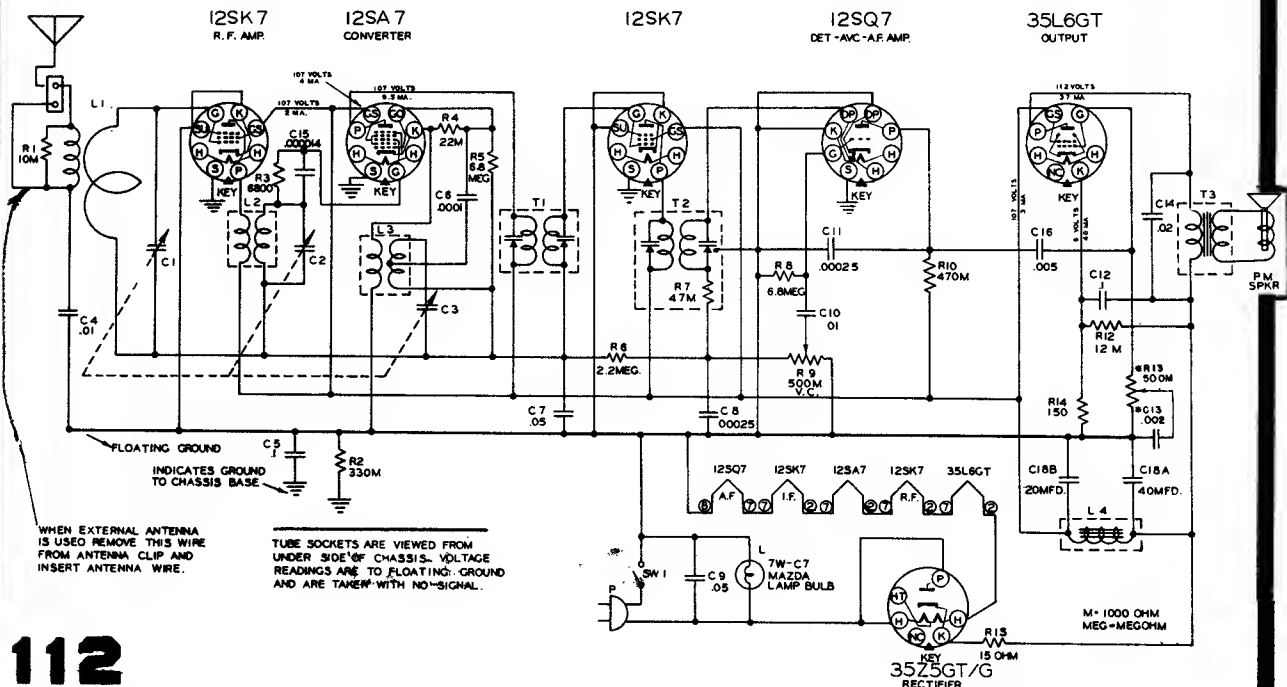 12SK7
R.F. AMP.
12SA7
CONVERTER
12SK7
12SQ7
DET-AVC-A.F. AMP.
35L6GT
OUTPUT
107 VOLTS
4 MA
107 VOLTS
2 MA.
107 VOLTS
112 VOLTS
37 MA
L1
R1
10M
C15
.000014
R3
6800
L2
R4
22M
R5
6.8
MEG
C6
.0001
L3
T1
T2
R7
47M
C11
.00025
R8
6.8MEG
C10
.01
R10
470M
107 VOLTS
3 MA
40 MA
C16
.005
C14
.02
T3
PM
SPKR
C12
.1
R12
12 M
*R13
500M
*C13
.002
R14
150
C4
.01
C1
C2
C3
R6
2.2MEG.
R9
500M
V.C.
C7
.05
C8
.00025
C5
.1
R2
330M
FLOATING GROUND
INDICATES GROUND
TO CHASSIS BASE
C18B
20MFD.
C18A
40MFD.
L4
12SQ7
A.F
12SK7
I.F.
12SA7
12SK7
R.F.
35L6GT
WHEN EXTERNAL ANTENNA
IS USED REMOVE THIS WIRE
FROM ANTENNA CLIP AND
INSERT ANTENNA WIRE.
TUBE SOCKETS ARE VIEWED FROM
UNDER SIDE OF CHASSIS. VOLTAGE
READINGS ARE TO FLOATING GROUND
AND ARE TAKEN WITH NO SIGNAL.
SW1
P
C9
.05
L
7W-C7
MAZDA
LAMP BULB
R15
15 OHM
KEY
35Z5GT/G
RECTIFIER
M=1000 OHM
MEG=MEGOHM
112